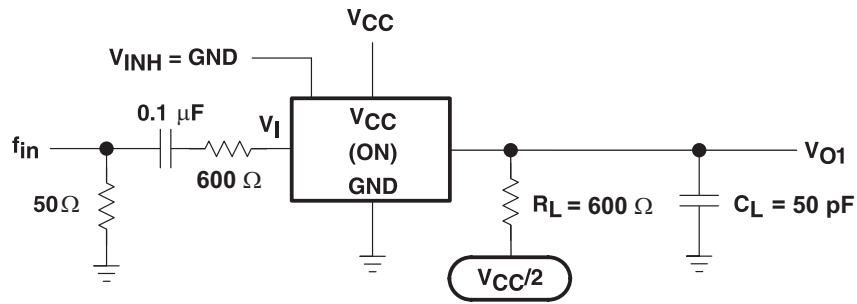 VCC
VINH = GND
0.1 μF
VI
VCC
(ON)
GND
fin
600 Ω
50Ω
VO1
RL = 600 Ω
CL = 50 pF
VCC/2